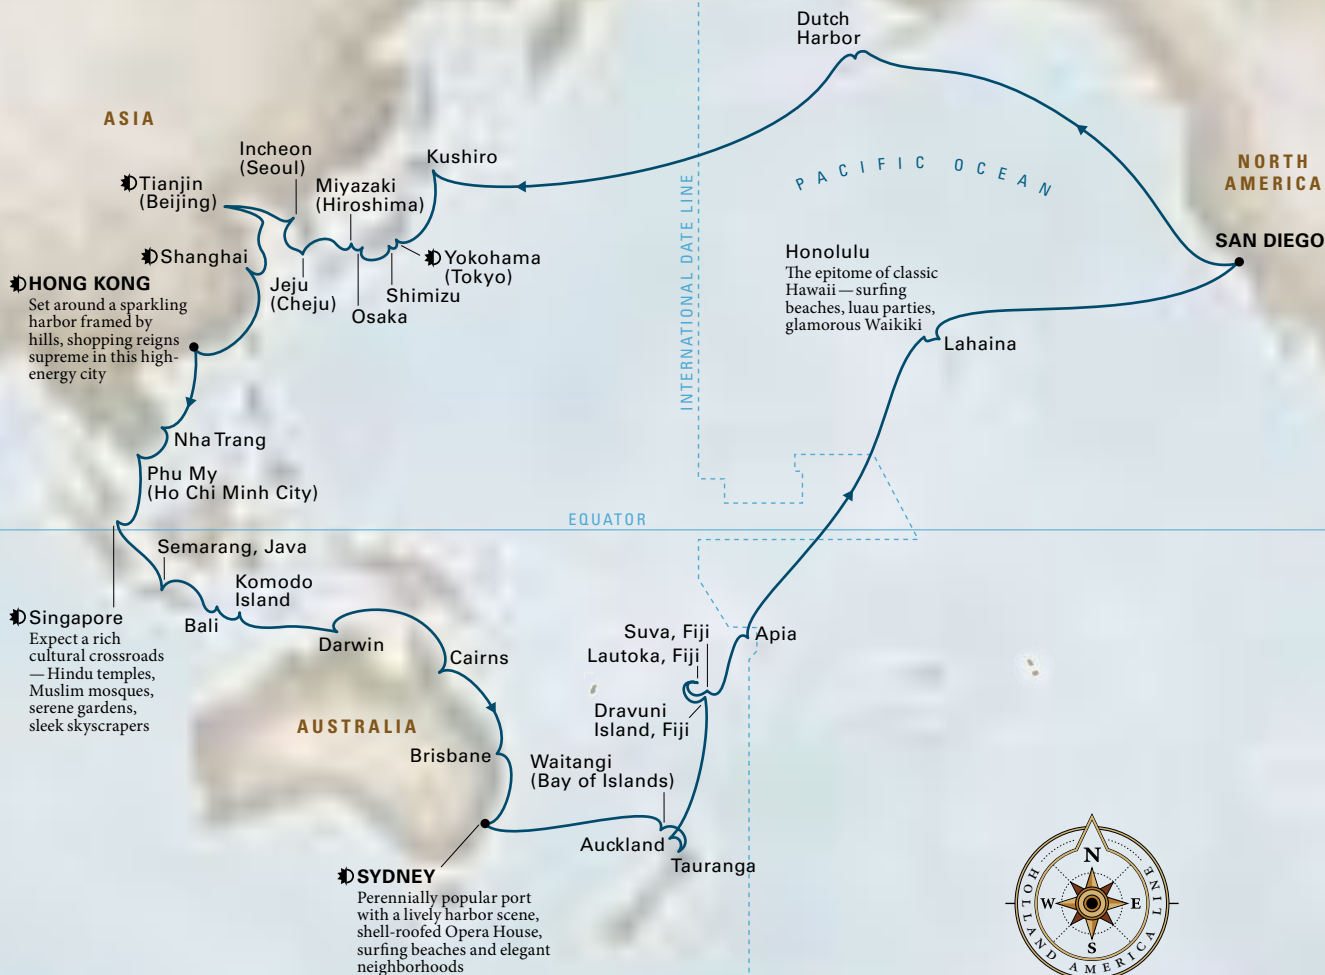 Dutch
Harbor
ASIA
Incheon
(Seoul)
Kushiro
PACIFIC OCEAN
NORTH
AMERICA
Tianjin
(Beijing)
Miyazaki
(Hiroshima)
INTERNATIONAL DATE LINE
SAN DIEGO
Shanghai
Yokohama
(Tokyo)
Honolulu
The epitome of classic
Hawaii — surfing
beaches, luau parties,
glamorous Waikiki
HONG KONG
Set around a sparkling
harbor framed by
hills, shopping reigns
supreme in this high-
energy city
Jeju
(Cheju)
Shimizu
Osaka
Lahaina
Nha Trang
Phu My
(Ho Chi Minh City)
EQUATOR
Semarang, Java
Komodo
Island
Singapore
Expect a rich
cultural crossroads
— Hindu temples,
Muslim mosques,
serene gardens,
sleek skyscrapers
Bali
Darwin
Suva, Fiji
Apia
Lautoka, Fiji
Cairns
Dravuni
Island, Fiji
AUSTRALIA
Brisbane
Waitangi
(Bay of Islands)
Auckland
Tauranga
SYDNEY
Perennially popular port
with a lively harbor scene,
shell-roofed Opera House,
surfing beaches and elegant
neighborhoods
N
W
E
S
HOLLAND AMERICA LINE